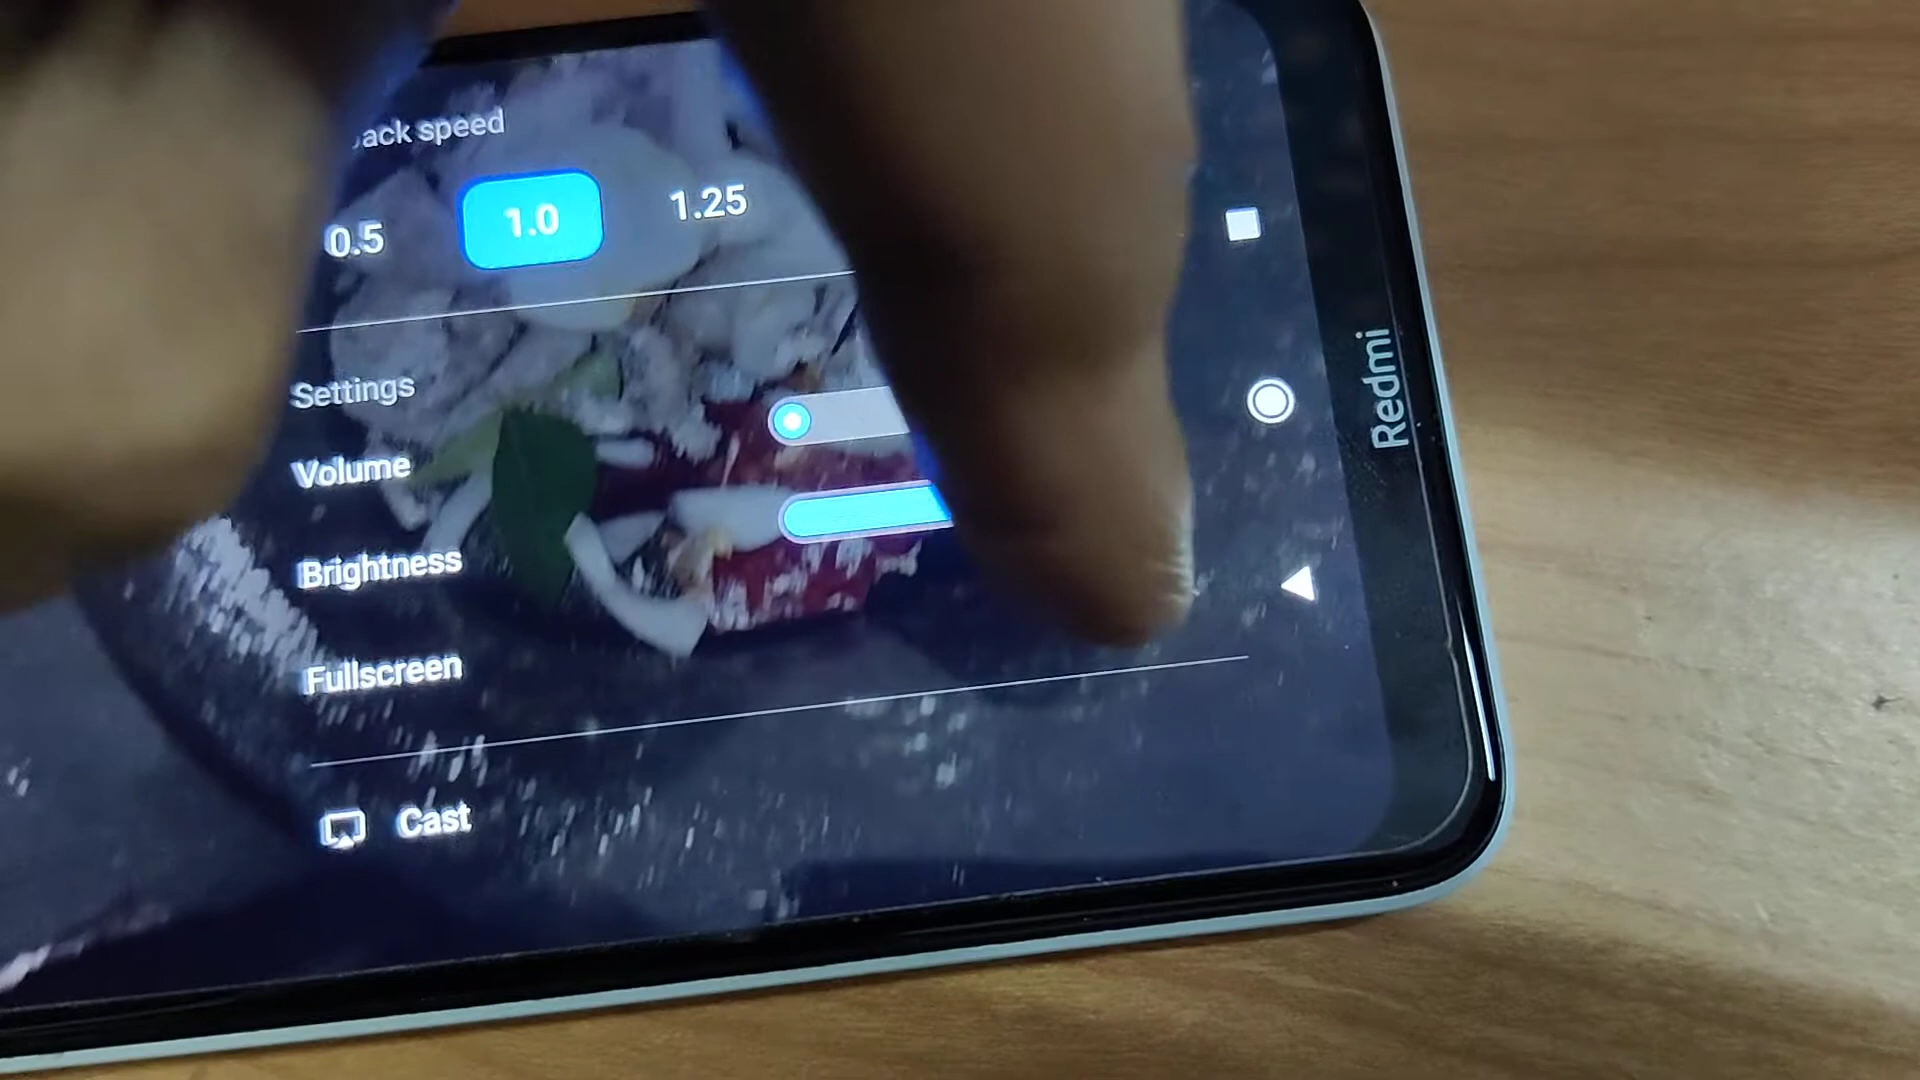 ack speed
0.5 1.0 1.25
Settings
Volume
Brightness
Fullscreen
Cast
Redmi